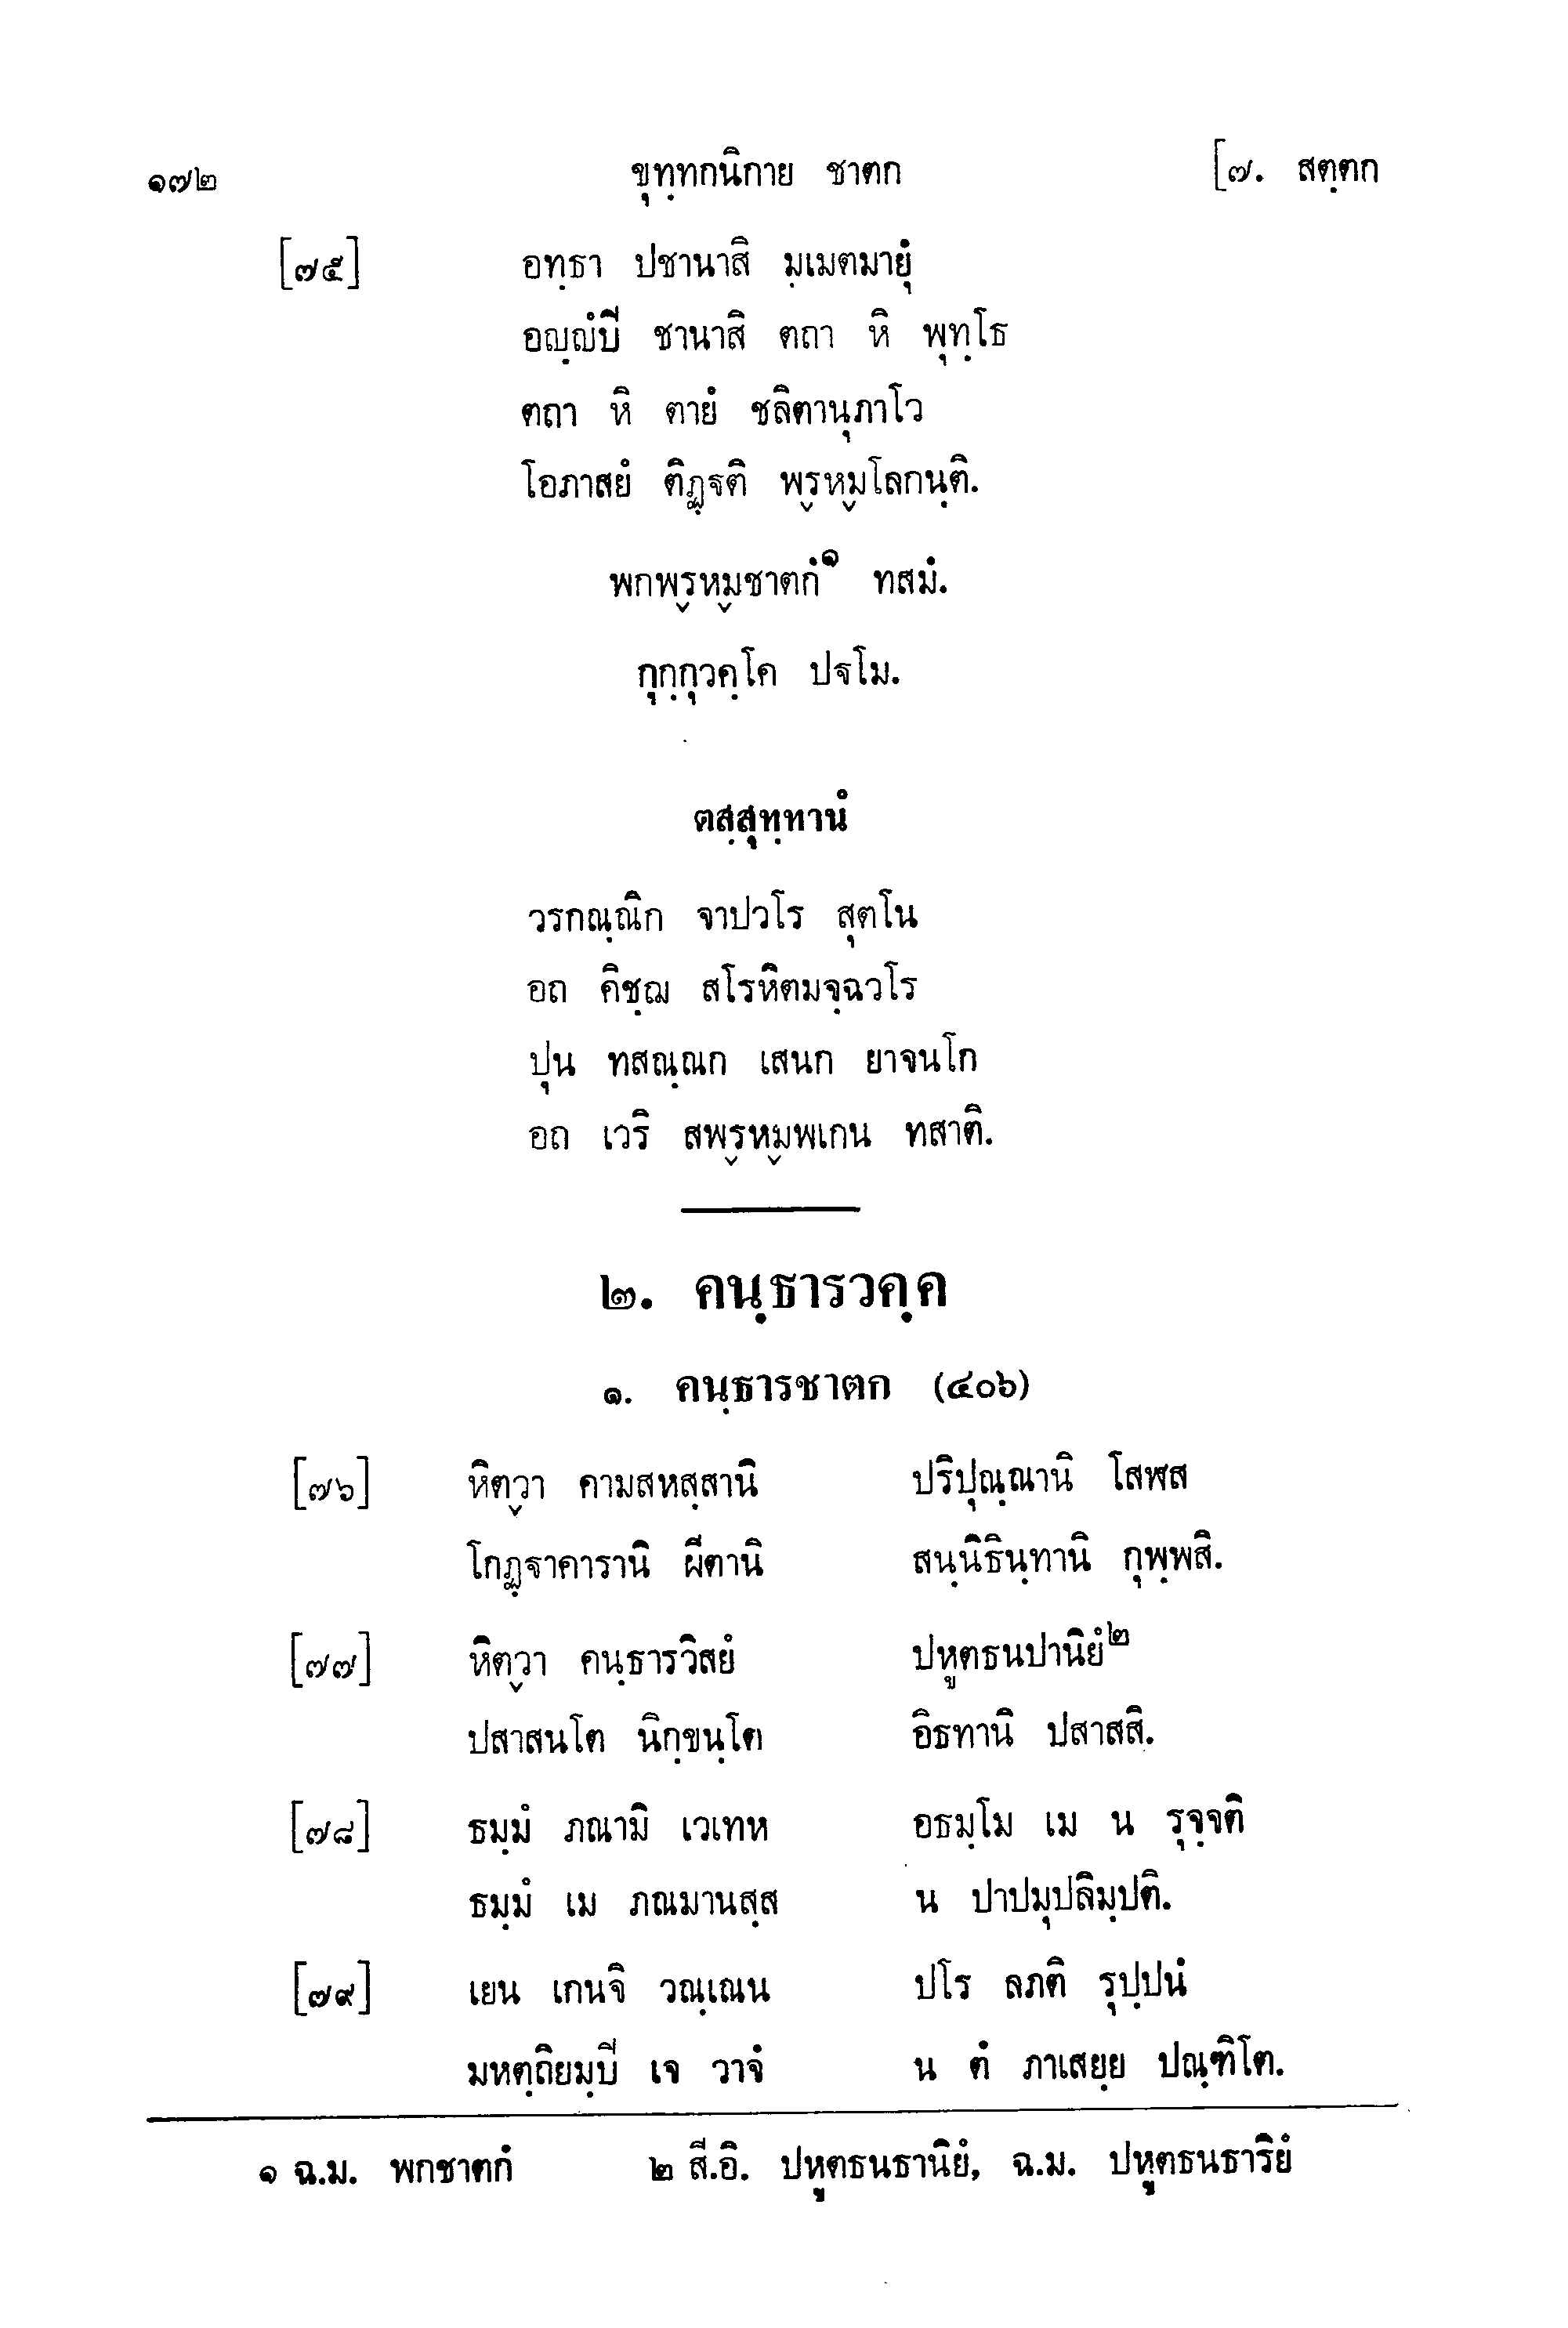 ๑๗๒ ขุทฺทกนิกาย ชาตก [๗. สตฺตก
[๗๕] อทฺธา ปชานาสิ มฺเมตมายุํ
อญฺญํปิ ชานาสิ ตถา หิ พุทฺโธ
ตถา หิ ตายํ ชลิตานุภาโว
โอภาสยํ ติฏฺฐติ พฺรหฺมโลกนฺติ.
พกพฺรหฺมชาตกํ๑ ทสมํ.
กุกฺกุวคฺโค ปฐโม.
ตสฺสุทฺทานํ
วรกณฺณิก จาปวโร สุตโน
อถ คิชฺฌ สโรหิตมจฺฉวโร
ปุน ทสณฺณก เสนก ยาจนโก
อถ เวริ สพฺรหฺมพเกน ทสาติ.
๒. คนฺธารวคฺค
๑. คนฺธารชาตก (๔๐๖)
[๗๖] หิตฺวา คามสหสฺสานิ ปริปุณฺณานิ โสฬส
โกฏฺฐาคารานิ ผีตานิ สนฺนิธินฺทานิ กุพฺพสิ.
[๗๗] หิตฺวา คนฺธารวิสยํ ปหูตธนปานิยํ๒
ปสาสนโต นิกฺขนฺโต อิธทานิ ปสาสสิ.
[๗๘] ธมฺมํ ภณามิ เวเทห อธมฺโม เม น รุจฺจติ
ธมฺมํ เม ภณมานสฺส น ปาปมุปลิมฺปติ.
[๗๙] เยน เกนจิ วณฺเณน ปโร ลภติ รุปฺปนํ
มหตฺถิยมฺปิ เจ วาจํ น ตํ ภาเสยฺย ปณฺฑิโต.
๑ ฉ.ม. พกชาตกํ ๒ สี.อิ. ปหูตธนธานิยํ, ฉ.ม. ปหูตธนธาริยํ